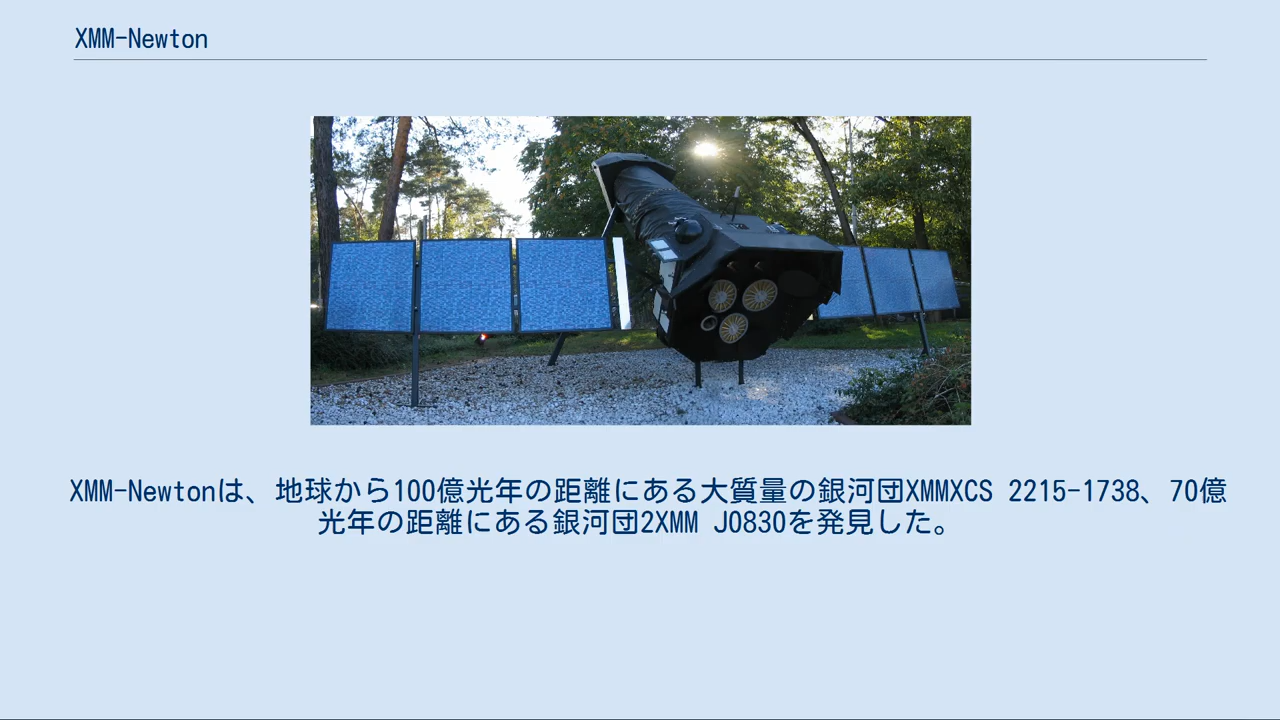 XMM-Newton
XMM-Newtonは、地球から100億光年の距離にある大質量の銀河団XMMXCS 2215-1738、70億
光年の距離にある銀河団2XMM J0830を発見した。